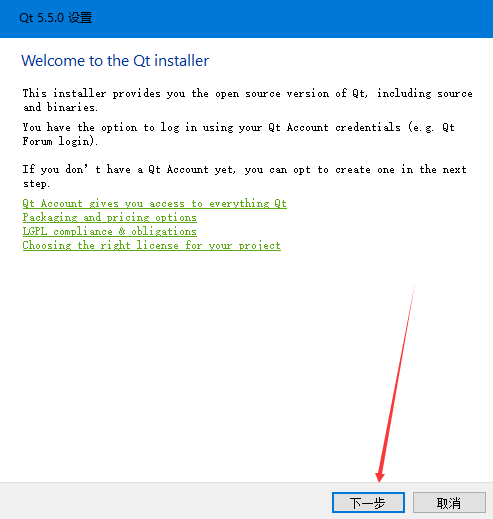 Qt 5.5.0 设置
Welcome to the Qt installer
This installer provides you the open source version of Qt, including source
and binaries.
You have the option to log in using your Qt Account credentials (e.g. Qt
Forum login).
If you don't have a Qt Account yet, you can opt to create one in the next
step.
Qt Account gives you access to everything Qt
Packaging and pricing options
LGPL compliance & obligations
Choosing the right license for your project
下一步
取消